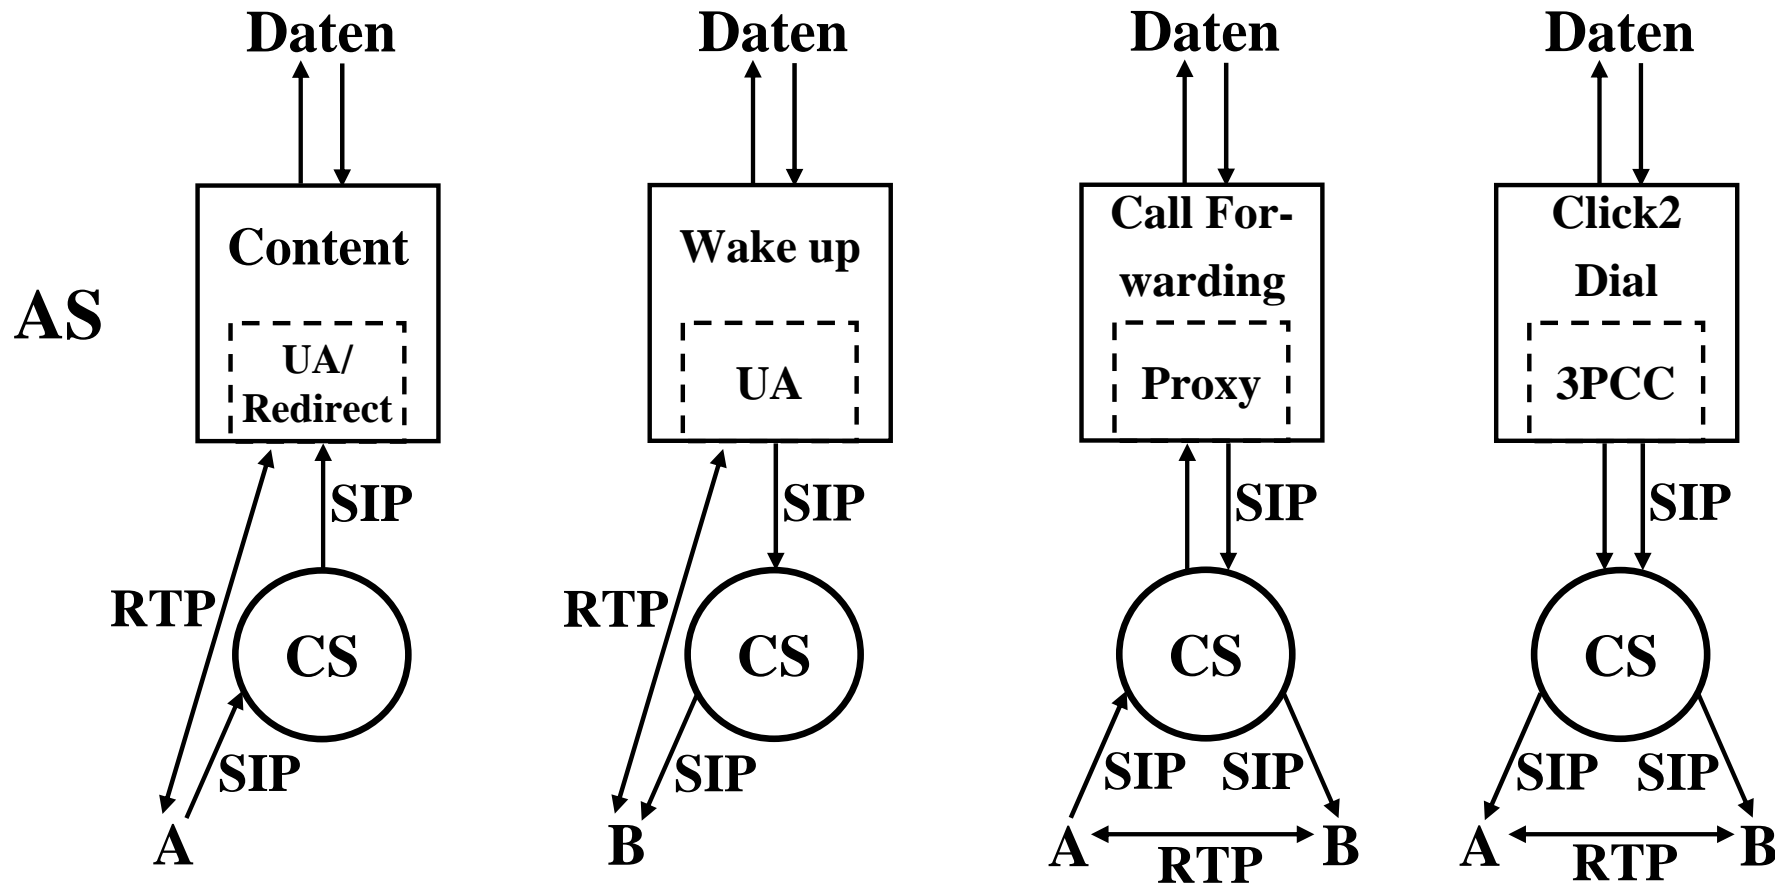 Daten
Daten
Daten
Daten
AS
Content
UA/
Redirect
Wake up
UA
Call For-
warding
Proxy
Click2
Dial
3PCC
SIP
SIP
SIP
SIP
RTP
CS
RTP
CS
CS
CS
SIP
SIP
SIP
SIP
SIP
SIP
A
B
A
RTP
B
A
RTP
B